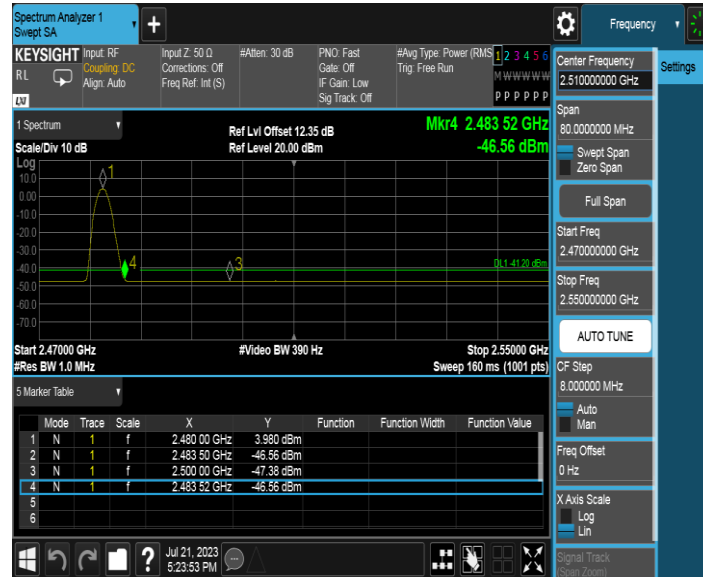 Spectrum Analyzer 1
Swept SA
Frequency
KEYSIGHT
RL
LXI
Input: RF
Coupling: DC
Align: Auto
Input Z: 50 Ω
Corrections: Off
Freq Ref: Int (S)
#Atten: 30 dB
PNO: Fast
Gate: Off
IF Gain: Low
Sig Track: Off
#Avg Type: Power (RMS
Trig: Free Run
1 2 3 4 5 6
M W W W W W
P P P P P P
Center Frequency
2.510000000 GHz
Settings
1 Spectrum
Scale/Div 10 dB
Ref Lvl Offset 12.35 dB
Ref Level 20.00 dBm
Mkr4 2.483 52 GHz
-46.56 dBm
Log
10.0
0.00
-10.0
-20.0
-30.0
-40.0
-50.0
-60.0
-70.0
1
4
3
DL1 -41.20 dBm
Start 2.47000 GHz
#Res BW 1.0 MHz
#Video BW 390 Hz
Stop 2.55000 GHz
Sweep 160 ms (1001 pts)
Span
80.0000000 MHz
Swept Span
Zero Span
Full Span
Start Freq
2.470000000 GHz
Stop Freq
2.550000000 GHz
AUTO TUNE
CF Step
8.000000 MHz
Auto
Man
Freq Offset
0 Hz
X Axis Scale
Log
Lin
Signal Track
(Span Zoom)
5 Marker Table
Mode Trace Scale X Y Function Function Width Function Value
1 N 1 f 2.480 00 GHz 3.980 dBm
2 N 1 f 2.483 50 GHz -46.56 dBm
3 N 1 f 2.500 00 GHz -47.38 dBm
4 N 1 f 2.483 52 GHz -46.56 dBm
5
6
?
Jul 21, 2023
5:23:53 PM